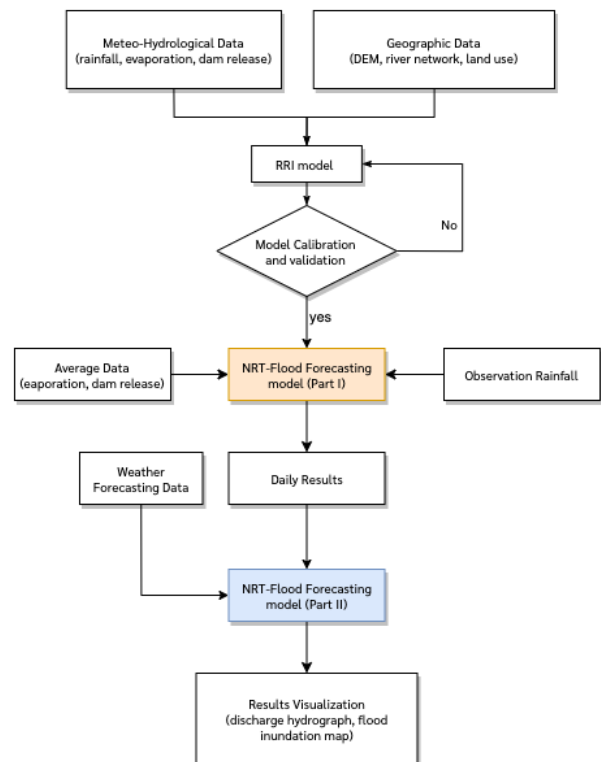 Meteo-Hydrological Data
(rainfall, evaporation, dam release)
Geographic Data
(DEM, river network, land use)
RRI model
No
Model Calibration
and validation
yes
Average Data
(eaporation, dam release)
NRT-Flood Forecasting
model (Part I)
Observation Rainfall
Weather
Forecasting Data
Daily Results
NRT-Flood Forecasting
model (Part II)
Results Visualization
(discharge hydrograph, flood
inundation map)